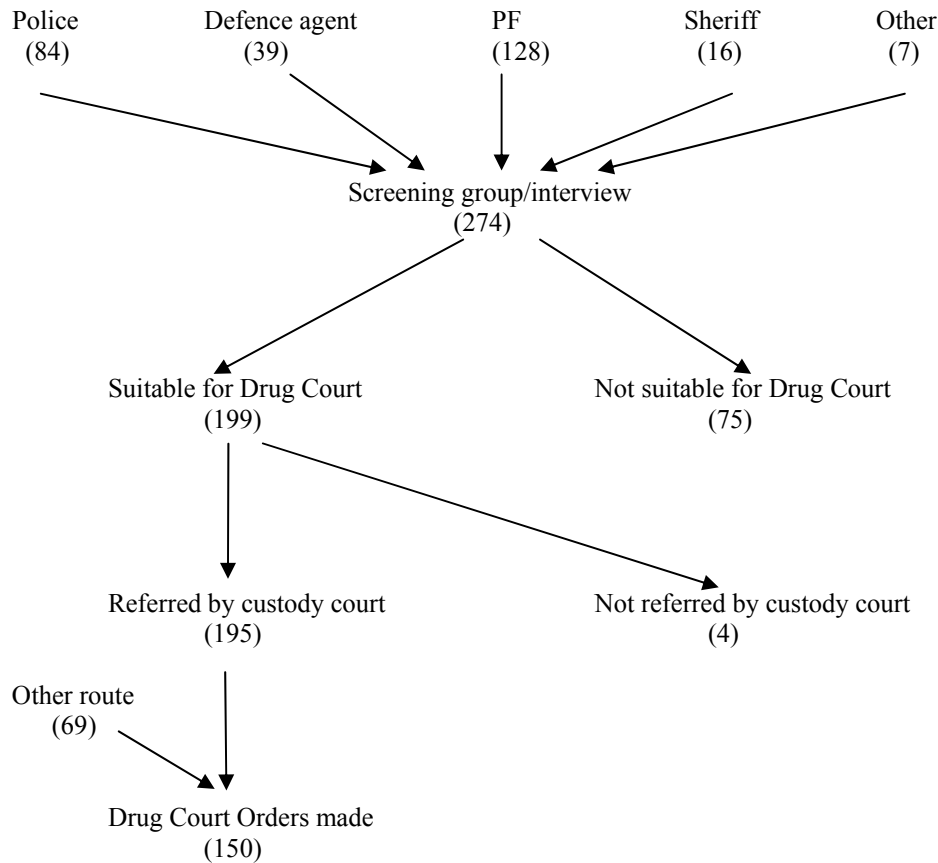 Police Defence agent PF Sheriff Other
(84) (39) (128) (16) (7)
Screening group/interview
(274)
Suitable for Drug Court Not suitable for Drug Court
(199) (75)
Referred by custody court Not referred by custody court
(195) (4)
Other route
(69)
Drug Court Orders made
(150)